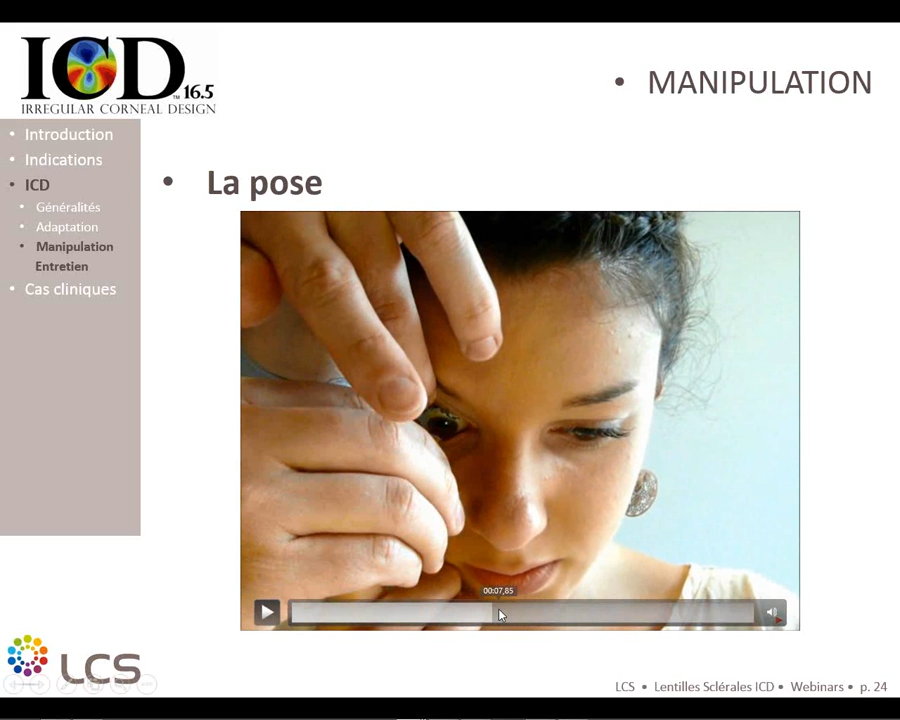 ICD
™ 16.5
IRREGULAR CORNEAL DESIGN
• MANIPULATION
• Introduction
• Indications
• ICD
• Généralités
• Adaptation
• Manipulation
Entretien
• Cas cliniques
• La pose
00:07,85
LCS
LCS • Lentilles Sclérales ICD • Webinars • p. 24